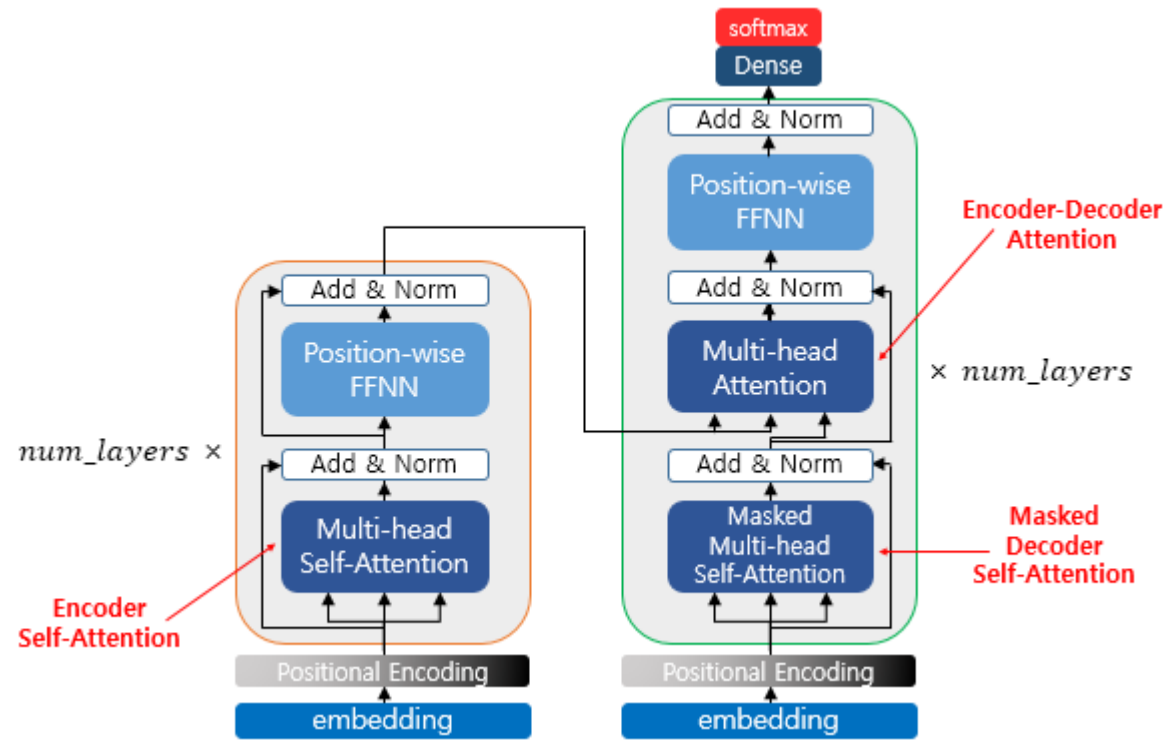 softmax
Dense
Add & Norm
Position-wise
FFNN
Encoder-Decoder
Attention
Add & Norm
Multi-head
Attention
× num_layers
Add & Norm
Masked
Multi-head
Self-Attention
Masked
Decoder
Self-Attention
Positional Encoding
embedding
Add & Norm
Position-wise
FFNN
num_layers ×
Add & Norm
Multi-head
Self-Attention
Encoder
Self-Attention
Positional Encoding
embedding